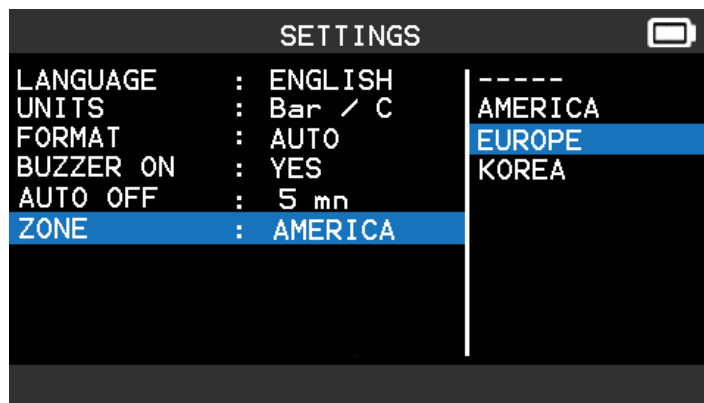 SETTINGS
LANGUAGE : ENGLISH
UNITS : Bar / C
FORMAT : AUTO
BUZZER ON : YES
AUTO OFF : 5 mn
ZONE : AMERICA
-----
AMERICA
EUROPE
KOREA